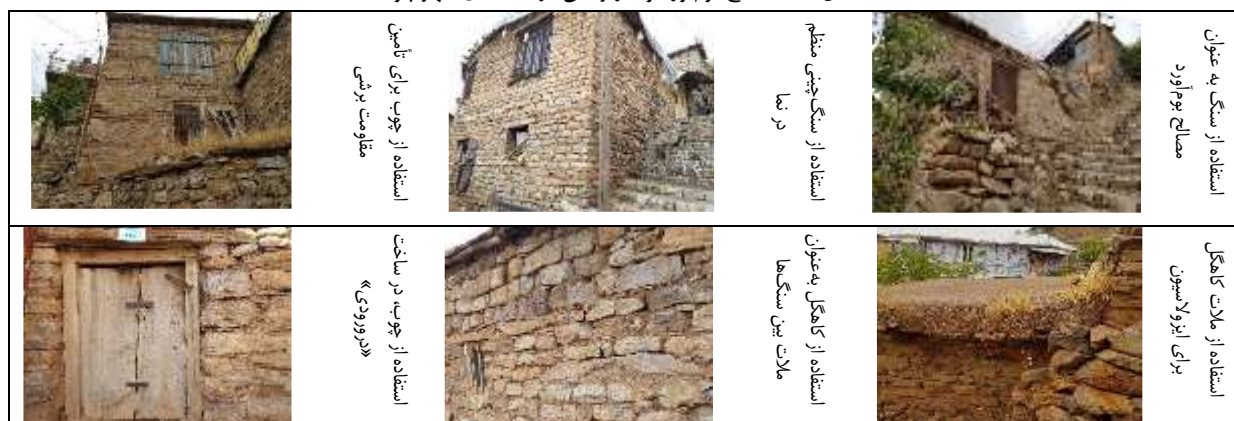 استفاده از سنگ به عنوان
مصالح بوم‌آورد
استفاده از سنگ‌چینی منظم
در نما
استفاده از چوب برای تأمین
مقاومت برشی
استفاده از ملات کاهگل
برای ایزولاسیون
استفاده از کاهگل به‌عنوان
ملات بین سنگ‌ها
استفاده از چوب، در ساخت
«درورودی»